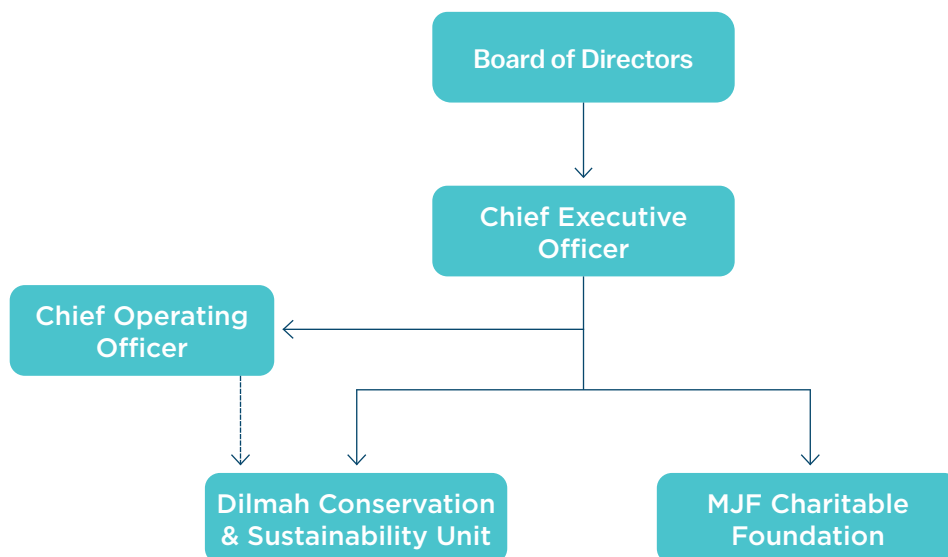 Board of Directors
Chief Executive
Officer
Chief Operating
Officer
Dilmah Conservation
& Sustainability Unit
MJF Charitable
Foundation